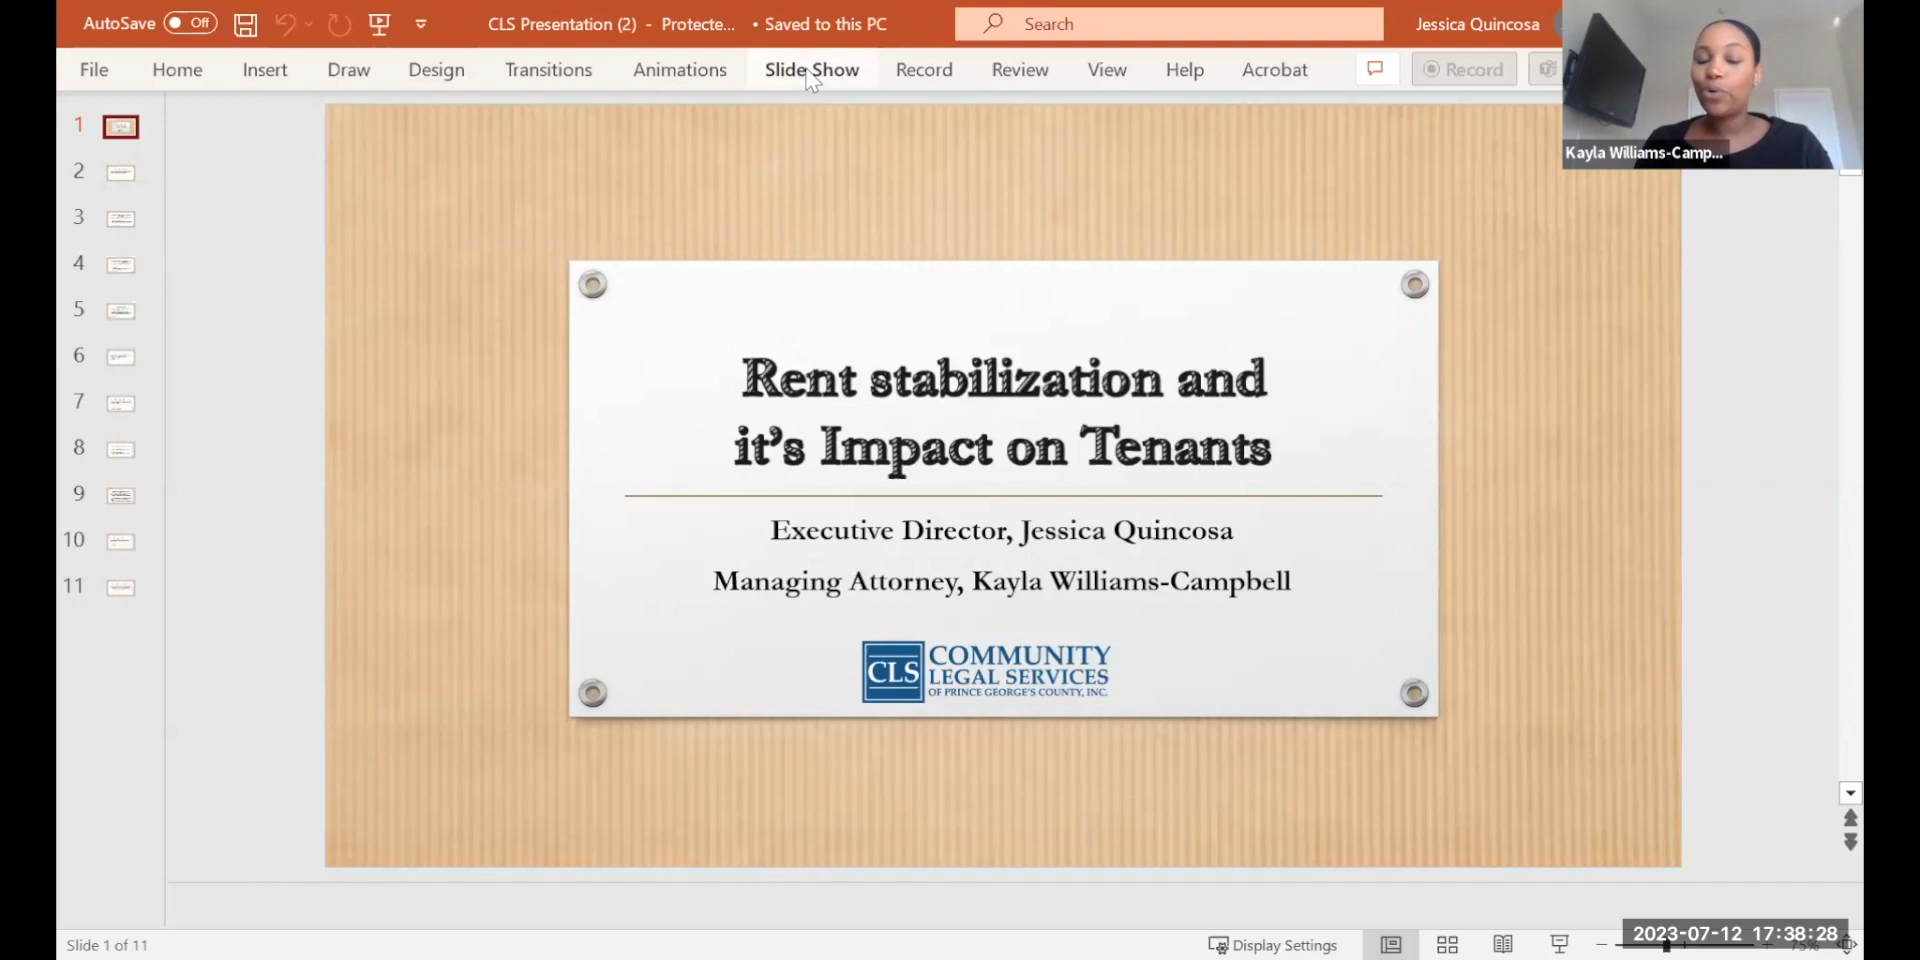 AutoSave Off CLS Presentation (2) - Protecte... • Saved to this PC Search Jessica Quincosa
File Home Insert Draw Design Transitions Animations Slide Show Record Review View Help Acrobat Record
Kayla Williams-Camp...
1
2
3
4
5
6
7
8
9
10
11
Rent stabilization and
it's Impact on Tenants
Executive Director, Jessica Quincosa
Managing Attorney, Kayla Williams-Campbell
CLS
COMMUNITY
LEGAL SERVICES
OF PRINCE GEORGE'S COUNTY, INC.
Slide 1 of 11 Display Settings 75%
2023-07-12 17:38:28